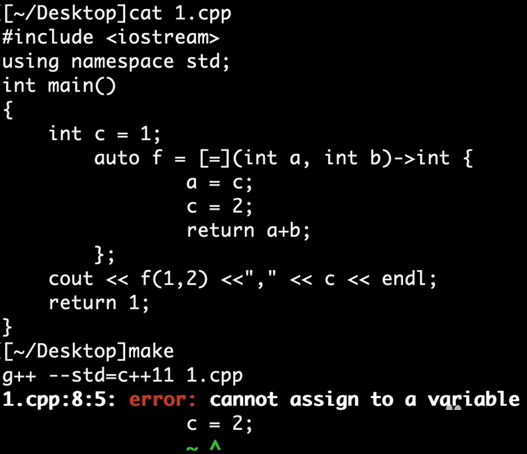 [~/Desktop]cat 1.cpp
#include <iostream>
using namespace std;
int main()
{
    int c = 1;
        auto f = [=](int a, int b)->int {
                a = c;
                c = 2;
                return a+b;
        };
    cout << f(1,2) <<"," << c << endl;
    return 1;
}
[~/Desktop]make
g++ --std=c++11 1.cpp
1.cpp:8:5: error: cannot assign to a variable
                c = 2;
                ~ ^